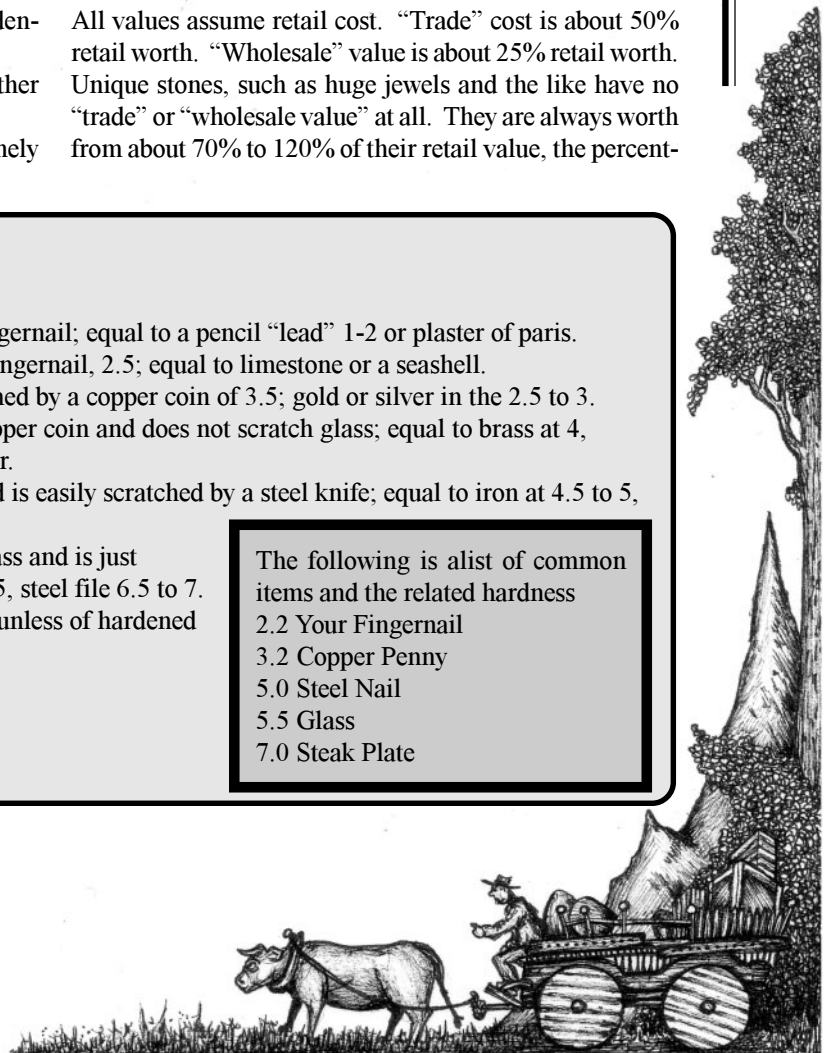 den-
ther
nely
All values assume retail cost. “Trade” cost is about 50%
retail worth. “Wholesale” value is about 25% retail worth.
Unique stones, such as huge jewels and the like have no
“trade” or “wholesale value” at all. They are always worth
from about 70% to 120% of their retail value, the percent-
gernail; equal to a pencil “lead” 1-2 or plaster of paris.
ngernail, 2.5; equal to limestone or a seashell.
hed by a copper coin of 3.5; gold or silver in the 2.5 to 3.
pper coin and does not scratch glass; equal to brass at 4,
r.
d is easily scratched by a steel knife; equal to iron at 4.5 to 5,
ass and is just
5, steel file 6.5 to 7.
unless of hardened
The following is alist of common
items and the related hardness
2.2 Your Fingernail
3.2 Copper Penny
5.0 Steel Nail
5.5 Glass
7.0 Steak Plate